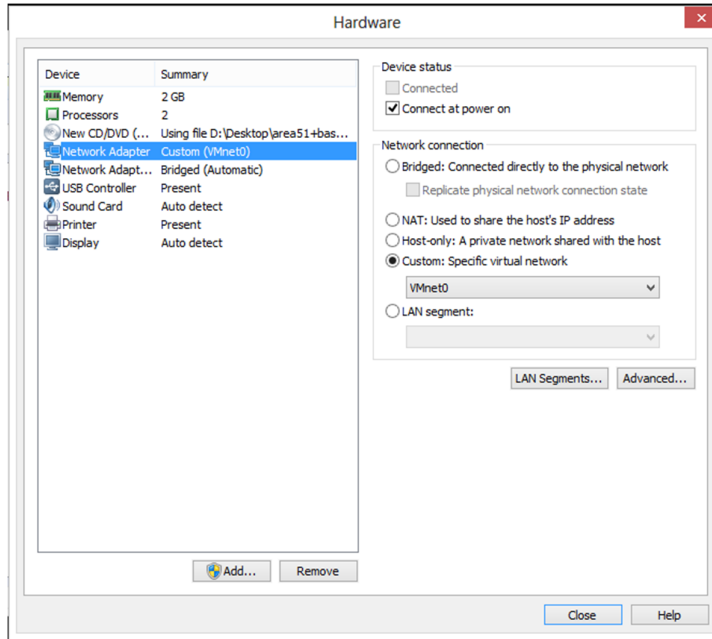 Hardware
Device Summary
Memory 2 GB
Processors 2
New CD/DVD (... Using file D:\Desktop\area51+bas...
Network Adapter Custom (VMnet0)
Network Adapt... Bridged (Automatic)
USB Controller Present
Sound Card Auto detect
Printer Present
Display Auto detect
Add... Remove
Device status
Connected
Connect at power on
Network connection
Bridged: Connected directly to the physical network
Replicate physical network connection state
NAT: Used to share the host's IP address
Host-only: A private network shared with the host
Custom: Specific virtual network
VMnet0
LAN segment:
LAN Segments... Advanced...
Close Help